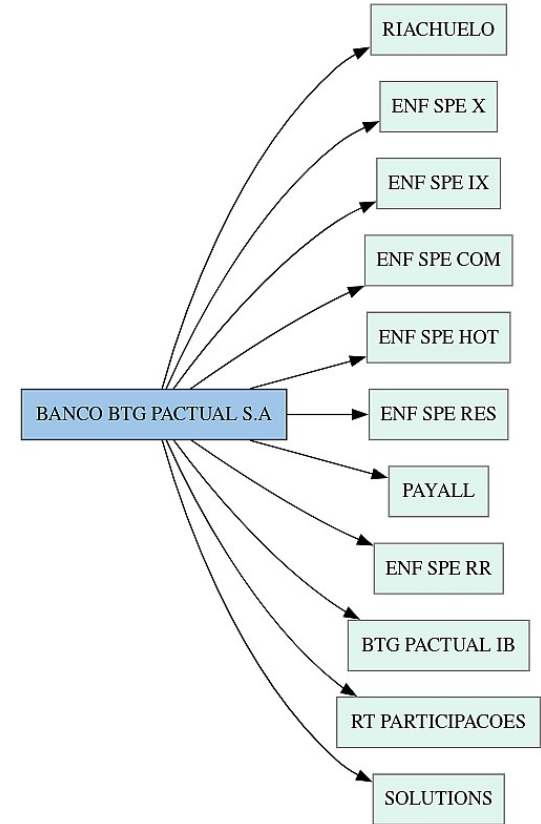 RIACHUELO
ENF SPE X
ENF SPE IX
ENF SPE COM
ENF SPE HOT
BANCO BTG PACTUAL S.A
ENF SPE RES
PAYALL
ENF SPE RR
BTG PACTUAL IB
RT PARTICIPACOES
SOLUTIONS